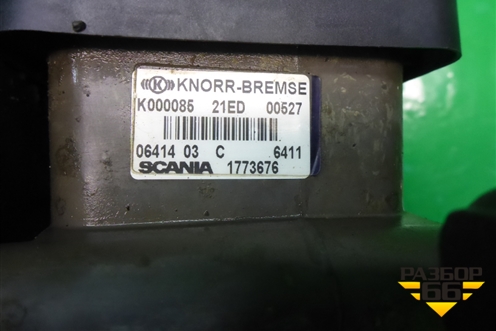 KNORR-BREMSE
K000085 21ED 00527
06414 03 C 6411
SCANIA 1773676
РАЗБОР
66